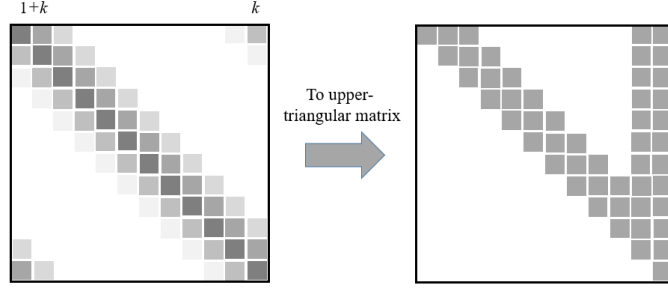 1+k
k
To upper-
triangular matrix